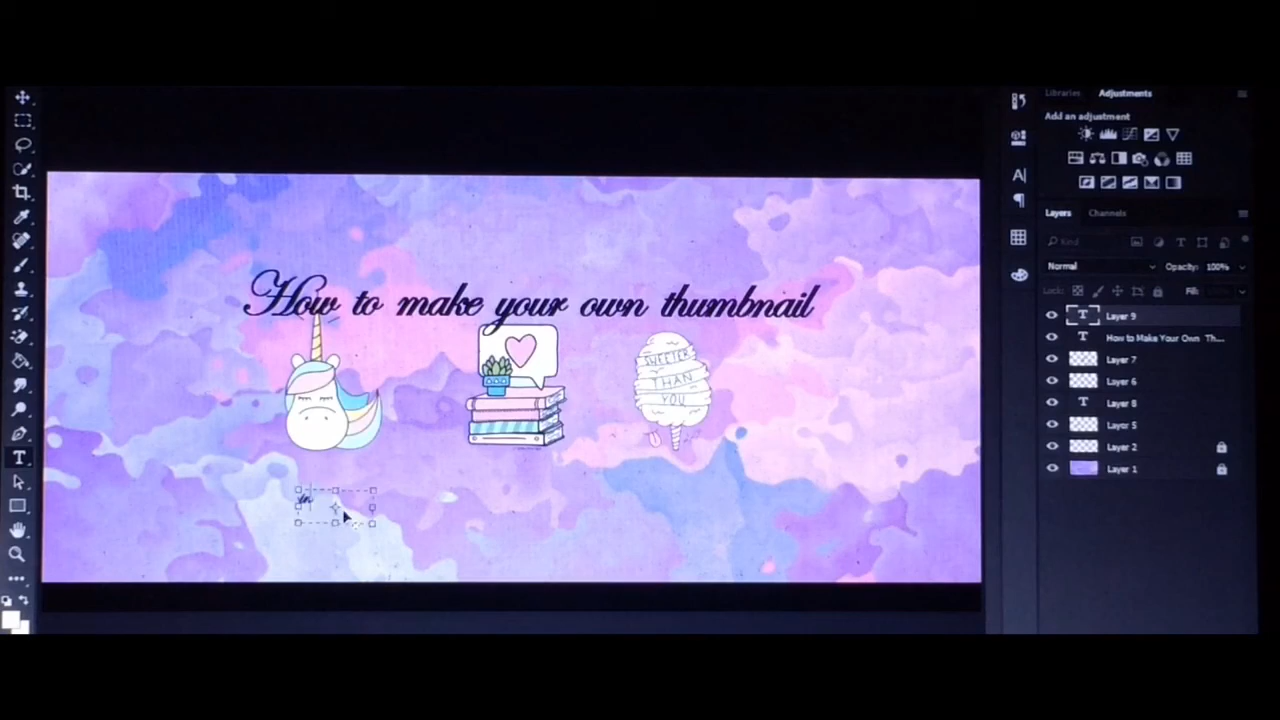 Libraries Adjustments
Add an adjustment
Layers Channels
Kind
Normal Opacity: 100%
Lock: Fill:
Layer 9
How to Make Your Own Th...
Layer 7
Layer 6
Layer 8
Layer 5
Layer 2
Layer 1
How to make your own thumbnail
SWEETER
THAN
YOU